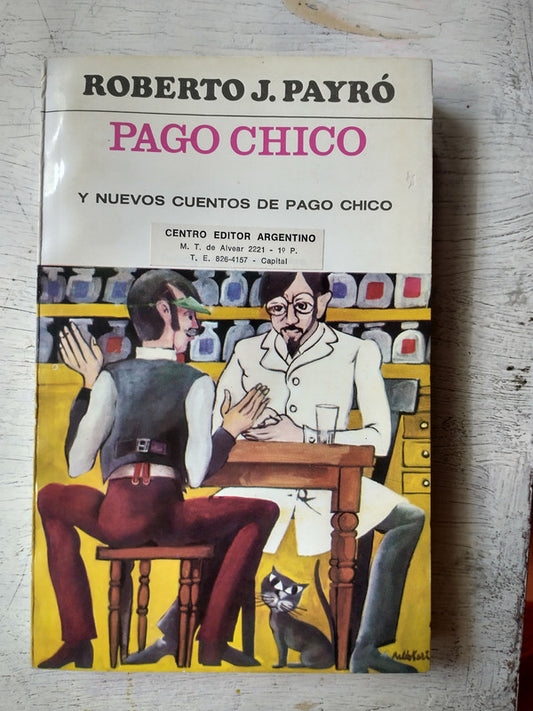 ROBERTO J. PAYRÓ
PAGO CHICO
Y NUEVOS CUENTOS DE PAGO CHICO
CENTRO EDITOR ARGENTINO
M. T. de Alvear 2221 - 1º P.
T. E. 826-4157 - Capital